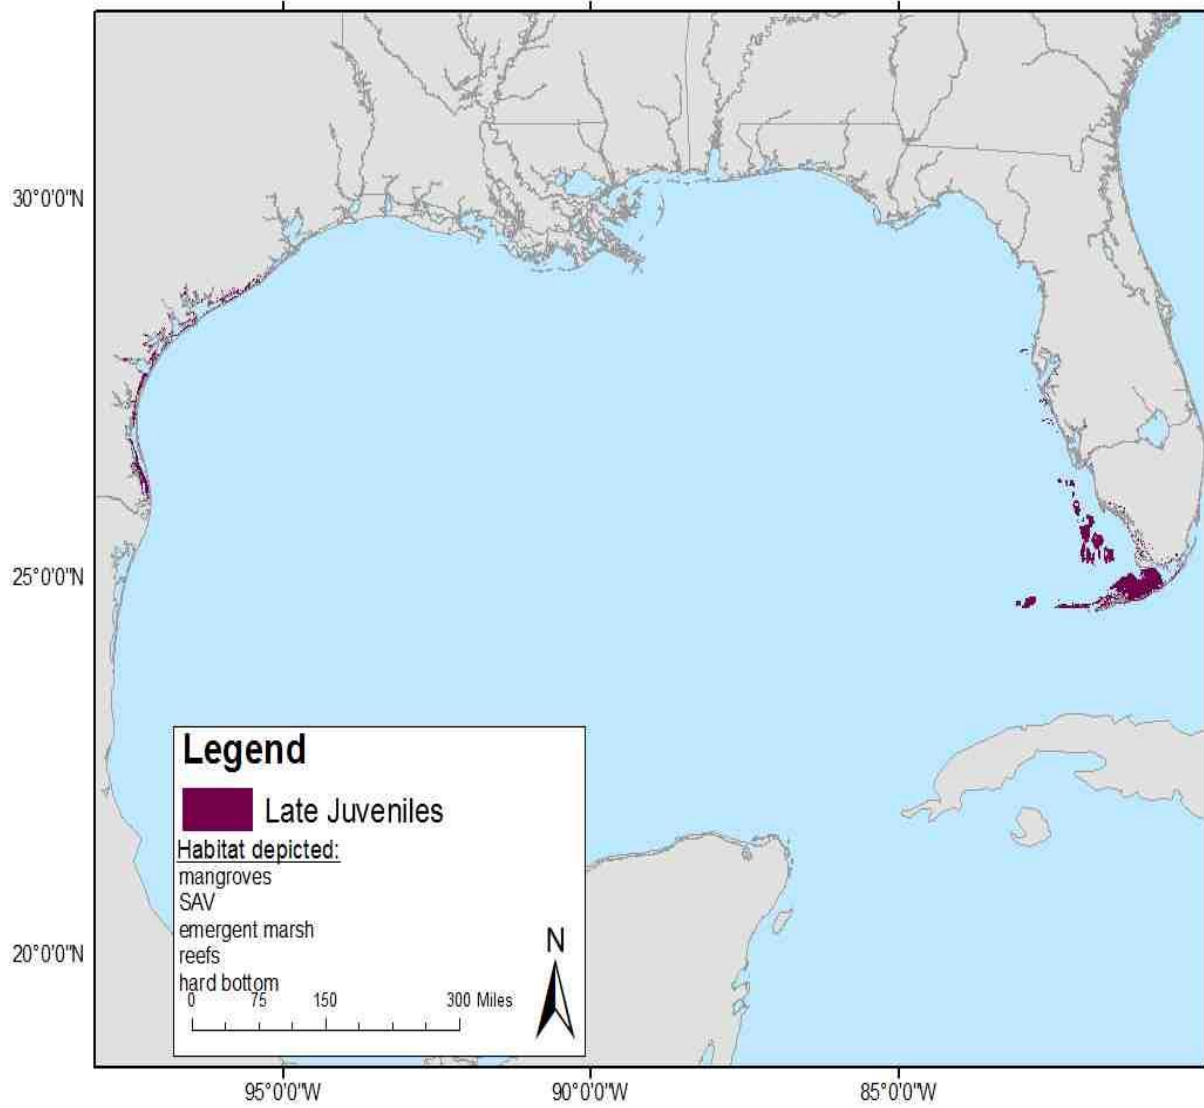 30°0'0"N
25°0'0"N
20°0'0"N
Legend
Late Juveniles
Habitat depicted:
mangroves
SAV
emergent marsh
reefs
hard bottom
0 75 150 300 Miles
N
95°0'0"W 90°0'0"W 85°0'0"W